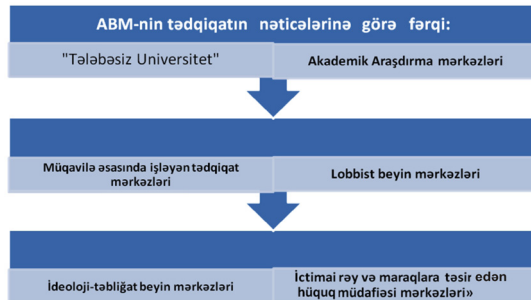 ABM-nin tədqiqatın nəticələrinə görə fərqi:
"Tələbəsiz Universitet"
Akademik Araşdırma mərkəzləri
Müqavilə əsasında işləyən tədqiqat
mərkəzləri
Lobbist beyin mərkəzləri
İdeoloji-təbliğat beyin mərkəzləri
İctimai rəy və maraqlara təsir edən
hüquq müdafiəsi mərkəzləri»